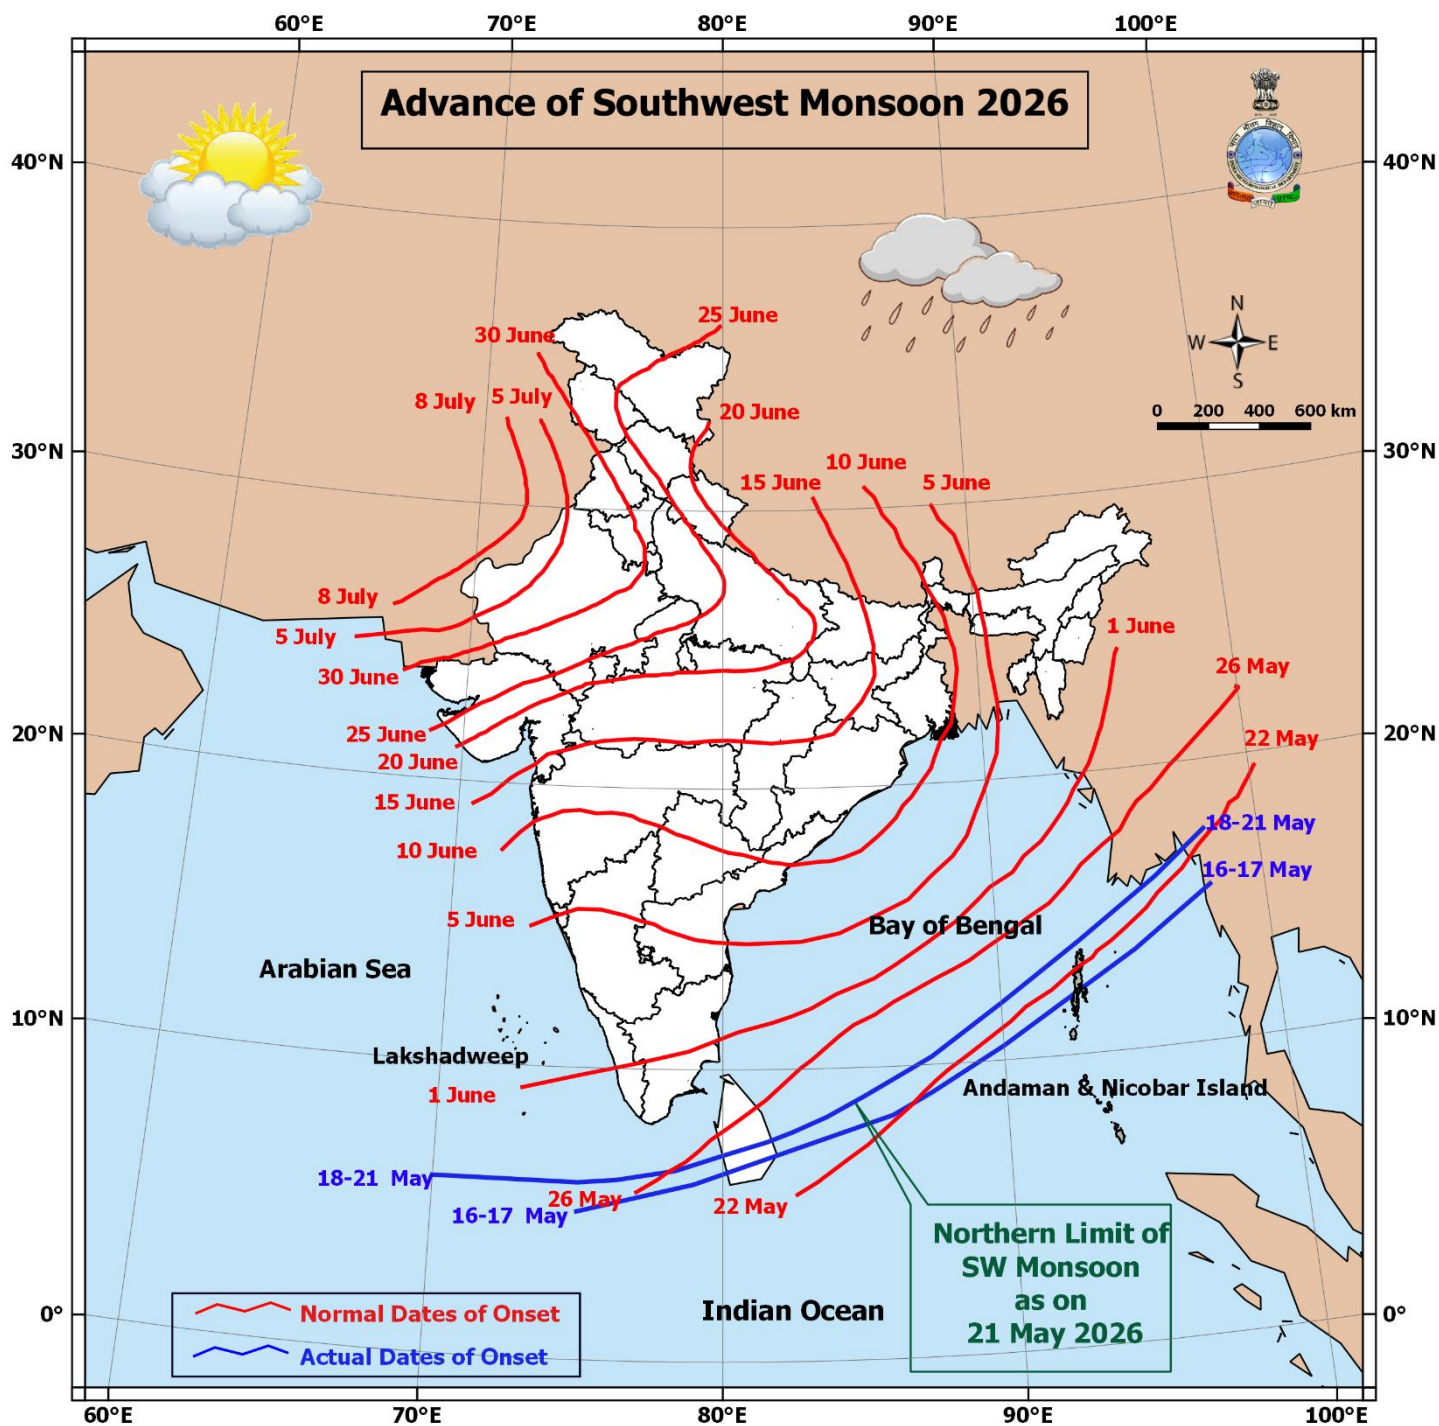 60°E 70°E 80°E 90°E 100°E
Advance of Southwest Monsoon 2026
40°N 40°N
N
W E
S
25 June
30 June
8 July 5 July
20 June
0 200 400 600 km
30°N 30°N
10 June
15 June 5 June
8 July
5 July
1 June
30 June
26 May
25 June
20°N 20°N
22 May
20 June
15 June
18-21 May
10 June
16-17 May
5 June
Bay of Bengal
Arabian Sea
10°N 10°N
Lakshadweep
1 June
Andaman & Nicobar Island
18-21 May
26 May
16-17 May
22 May
Northern Limit of
SW Monsoon
as on
21 May 2026
0° 0°
Normal Dates of Onset
Indian Ocean
Actual Dates of Onset
60°E 70°E 80°E 90°E 100°E